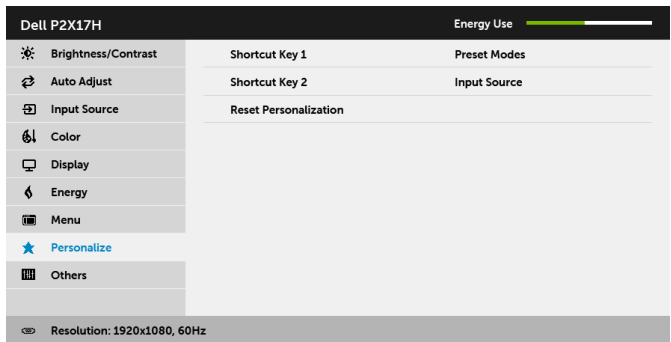 Dell P2X17H Energy Use
Brightness/Contrast Shortcut Key 1 Preset Modes
Auto Adjust Shortcut Key 2 Input Source
Input Source Reset Personalization
Color
Display
Energy
Menu
Personalize
Others
Resolution: 1920x1080, 60Hz